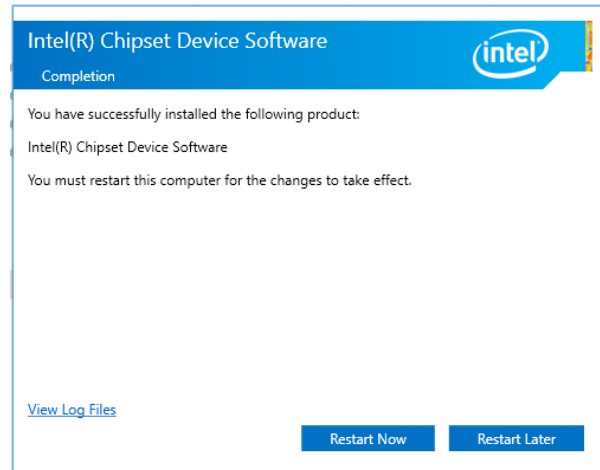 Intel(R) Chipset Device Software
intel
Completion
You have successfully installed the following product:
Intel(R) Chipset Device Software
You must restart this computer for the changes to take effect.
View Log Files
Restart Now
Restart Later